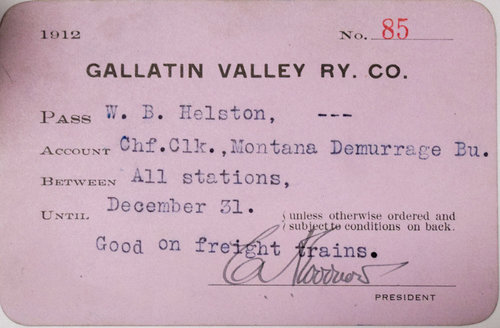 1912 No. 85
GALLATIN VALLEY RY. CO.
PASS W. B. Helston, ---
ACCOUNT Chf.Clk.,Montana Demurrage Bu.
BETWEEN All stations,
UNTIL December 31. { unless otherwise ordered and
subject to conditions on back.
Good on freight trains.
PRESIDENT